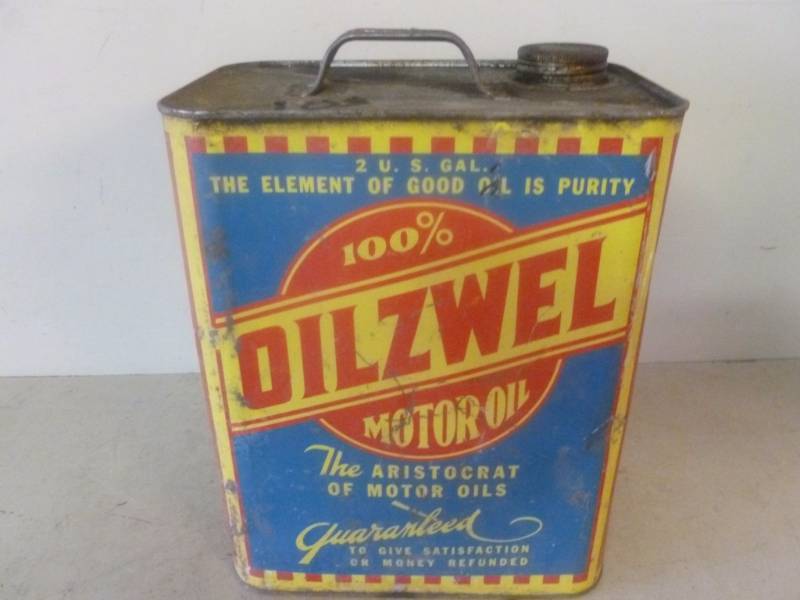 2 U. S. GAL.
THE ELEMENT OF GOOD OIL IS PURITY
100%
OILZWEL
MOTOR OIL
The ARISTOCRAT
OF MOTOR OILS
Guaranteed
TO GIVE SATISFACTION
OR MONEY REFUNDED